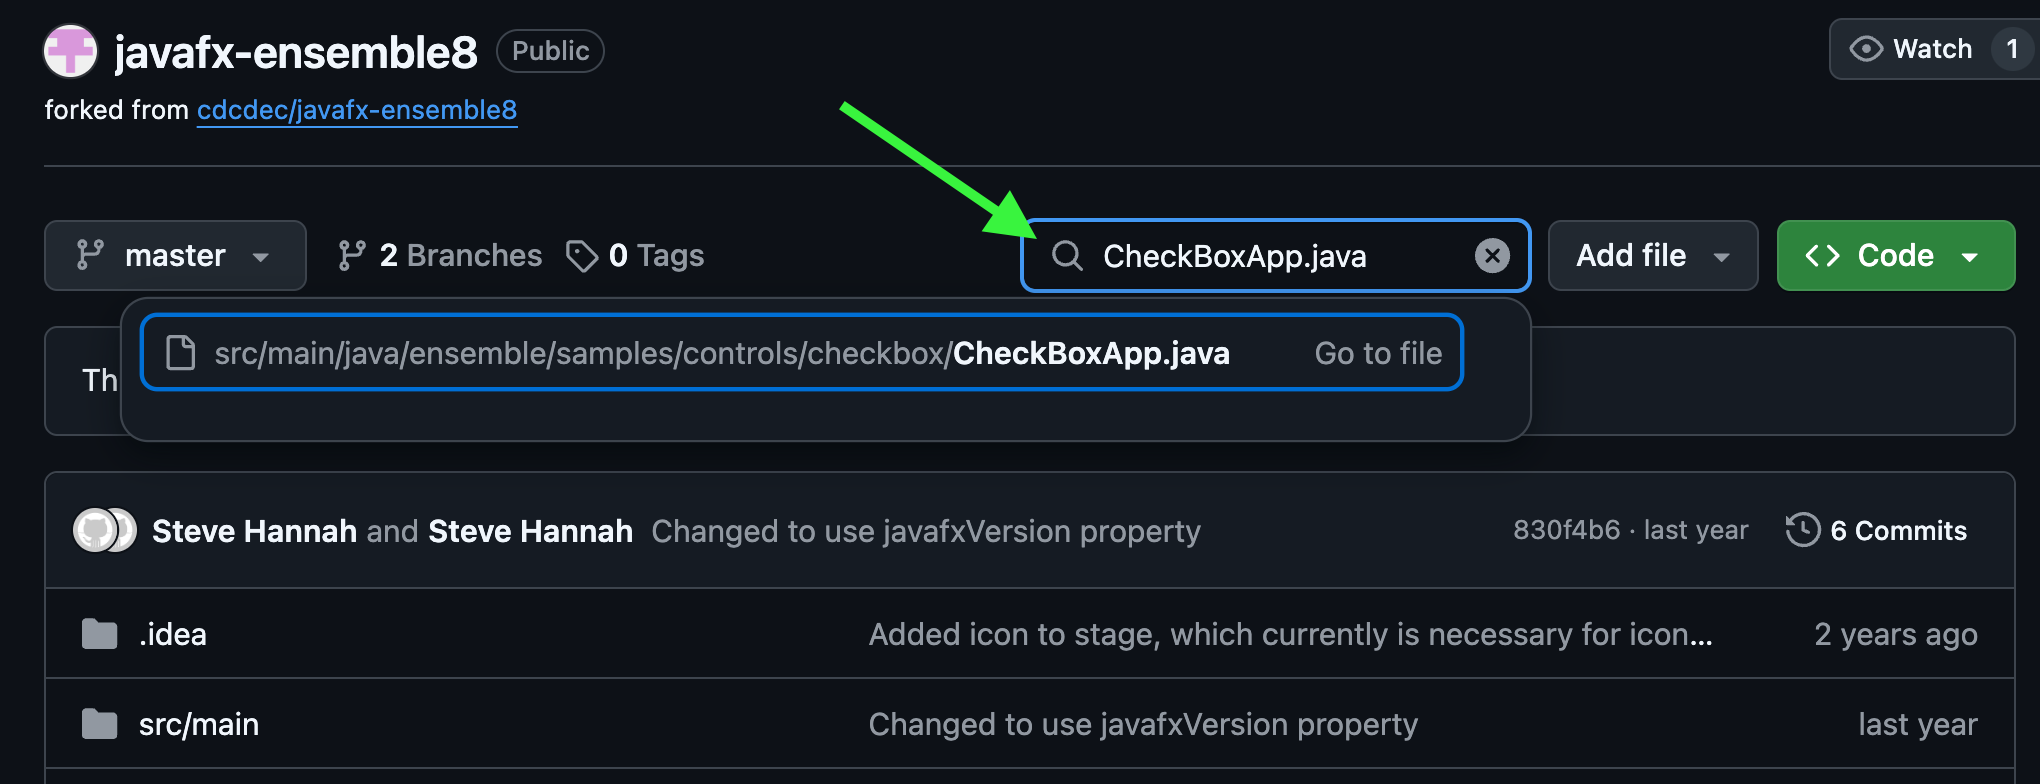 javafx-ensemble8 Public
Watch 1
forked from cdcdec/javafx-ensemble8
master 2 Branches 0 Tags CheckBoxApp.java Add file Code
src/main/java/ensemble/samples/controls/checkbox/CheckBoxApp.java Go to file
Th
Steve Hannah and Steve Hannah Changed to use javafxVersion property 830f4b6 · last year 6 Commits
.idea Added icon to stage, which currently is necessary for icon... 2 years ago
src/main Changed to use javafxVersion property last year